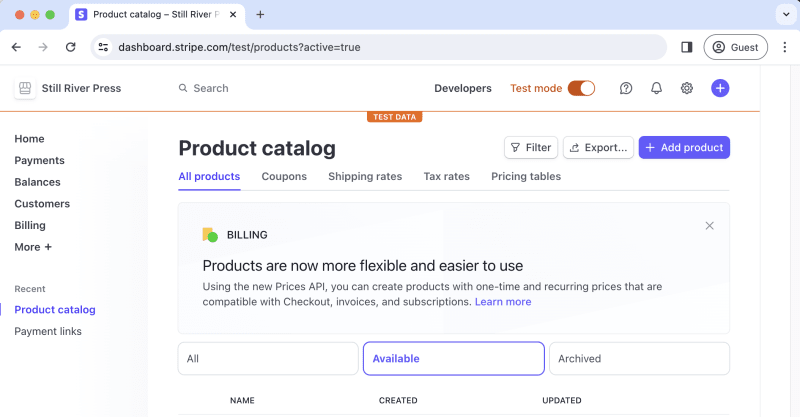 Product catalog – Still River P
dashboard.stripe.com/test/products?active=true
Guest
Still River Press
Search
Developers
Test mode
TEST DATA
Home
Payments
Balances
Customers
Billing
More +
Recent
Product catalog
Payment links
Product catalog
Filter
Export...
Add product
All products
Coupons
Shipping rates
Tax rates
Pricing tables
BILLING
Products are now more flexible and easier to use
Using the new Prices API, you can create products with one-time and recurring prices that are
compatible with Checkout, invoices, and subscriptions. Learn more
All
Available
Archived
NAME
CREATED
UPDATED